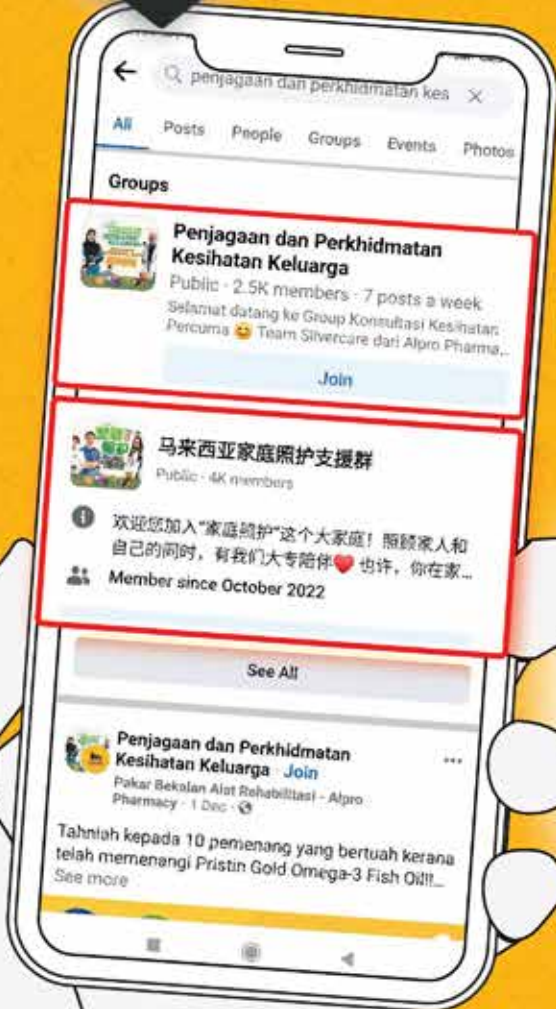 penjagaan dan perkhidmatan kes
All Posts People Groups Events Photos
Groups
Penjagaan dan Perkhidmatan
Kesihatan Keluarga
Public · 2.5K members · 7 posts a week
Selamat datang ke Group Konsultasi Kesihatan
Percuma 😊 Team Silvercare dari Alpro Pharma...
Join
马来西亚家庭照护支援群
Public · 4K members
欢迎您加入“家庭照护”这个大家庭！照顾家人和
自己的同时，有我们大专陪伴❤️ 也许，你在家...
Member since October 2022
See All
Penjagaan dan Perkhidmatan
Kesihatan Keluarga · Join
Pakar Bekalan Alat Rehabilitasi - Alpro
Pharmacy · 1 Dec ·
Tahniah kepada 10 pemenang yang bertuah kerana
telah memenangi Pristin Gold Omega-3 Fish Oil!!...
See more